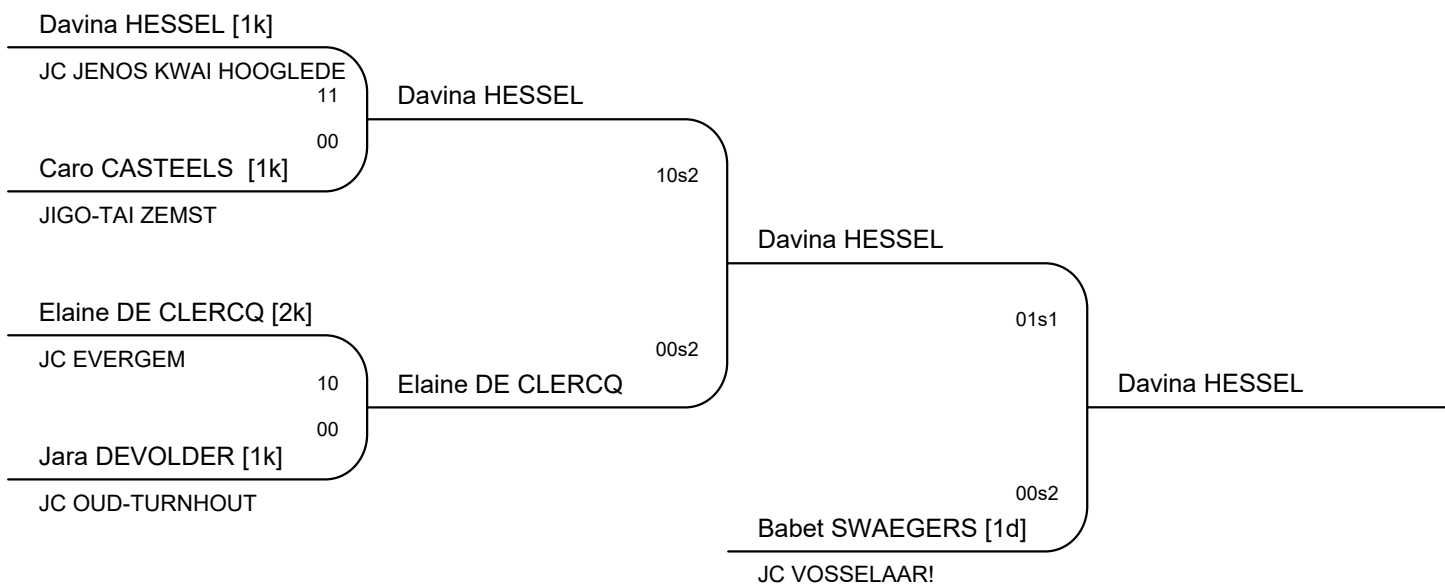 Davina HESSEL [1k]
JC JENOS KWAI HOOGLEDE
11
00
Caro CASTEELS  [1k]
JIGO-TAI ZEMST
Elaine DE CLERCQ [2k]
JC EVERGEM
10
00
Jara DEVOLDER [1k]
JC OUD-TURNHOUT
Davina HESSEL
10s2
00s2
Elaine DE CLERCQ
Davina HESSEL
01s1
00s2
Babet SWAEGERS [1d]
JC VOSSELAAR!
Davina HESSEL